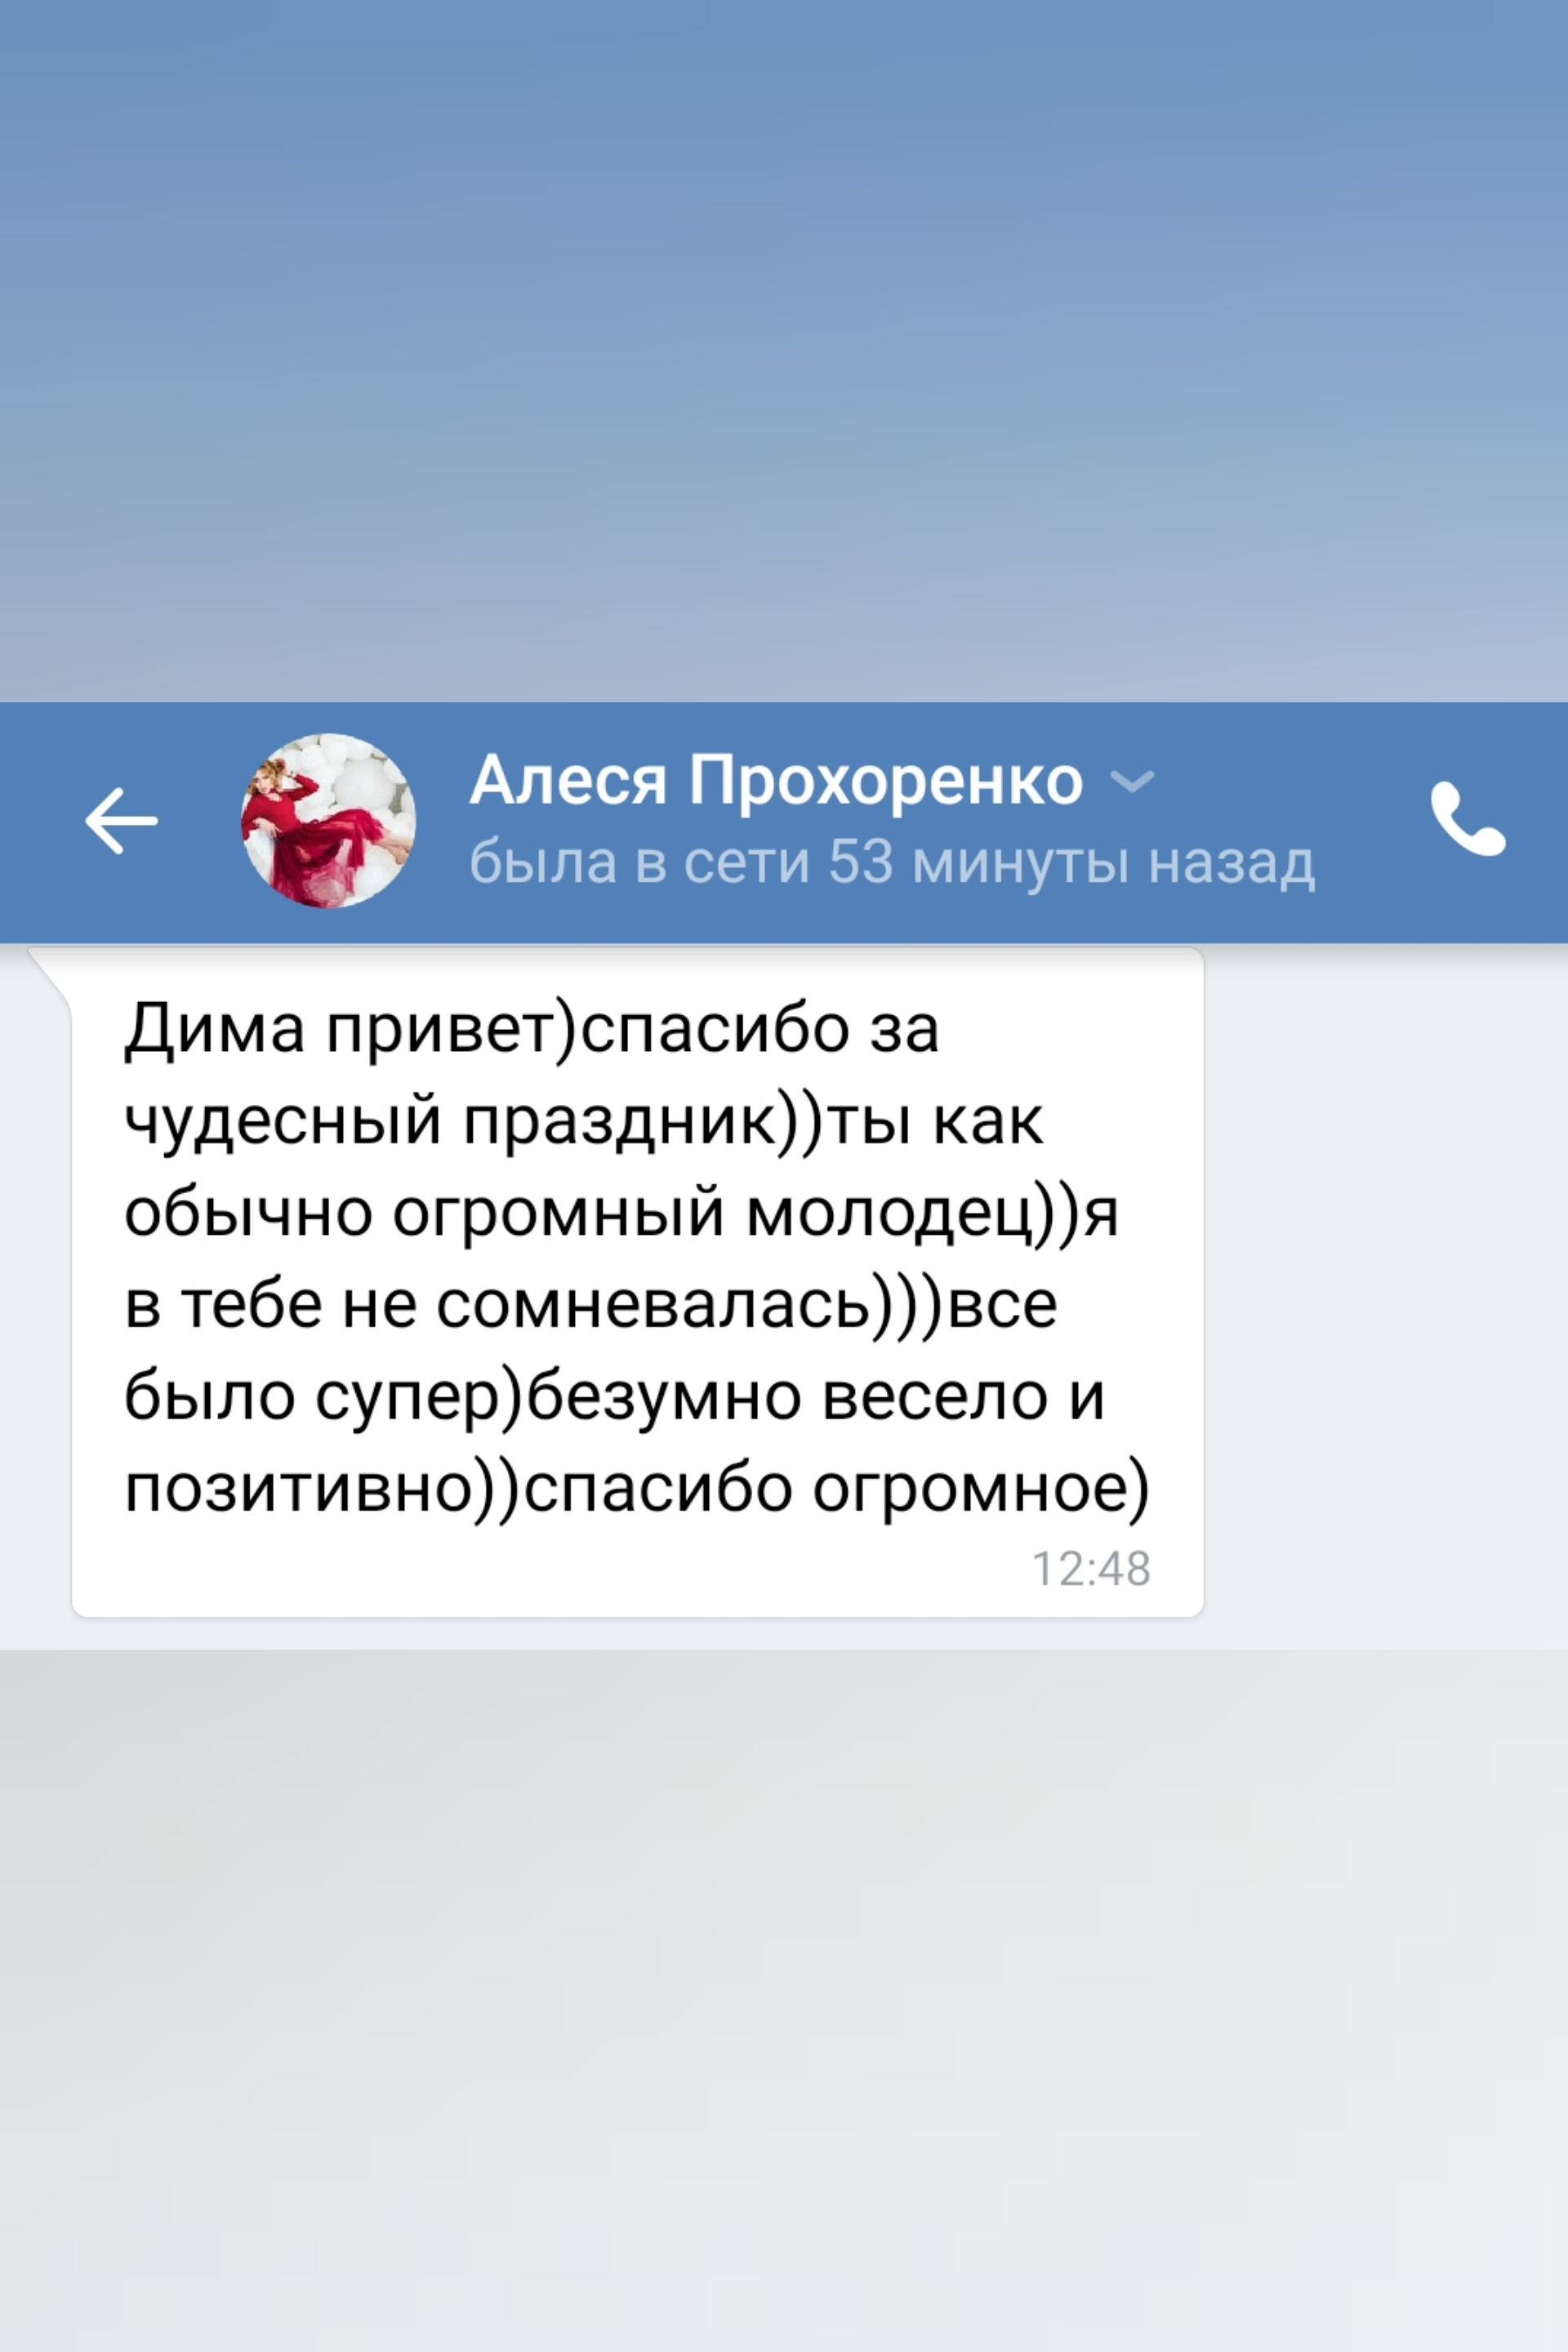 Алеся Прохоренко
была в сети 53 минуты назад
Дима привет)спасибо за
чудесный праздник))ты как
обычно огромный молодец))я
в тебе не сомневалась)))все
было супер)безумно весело и
позитивно))спасибо огромное)
12:48